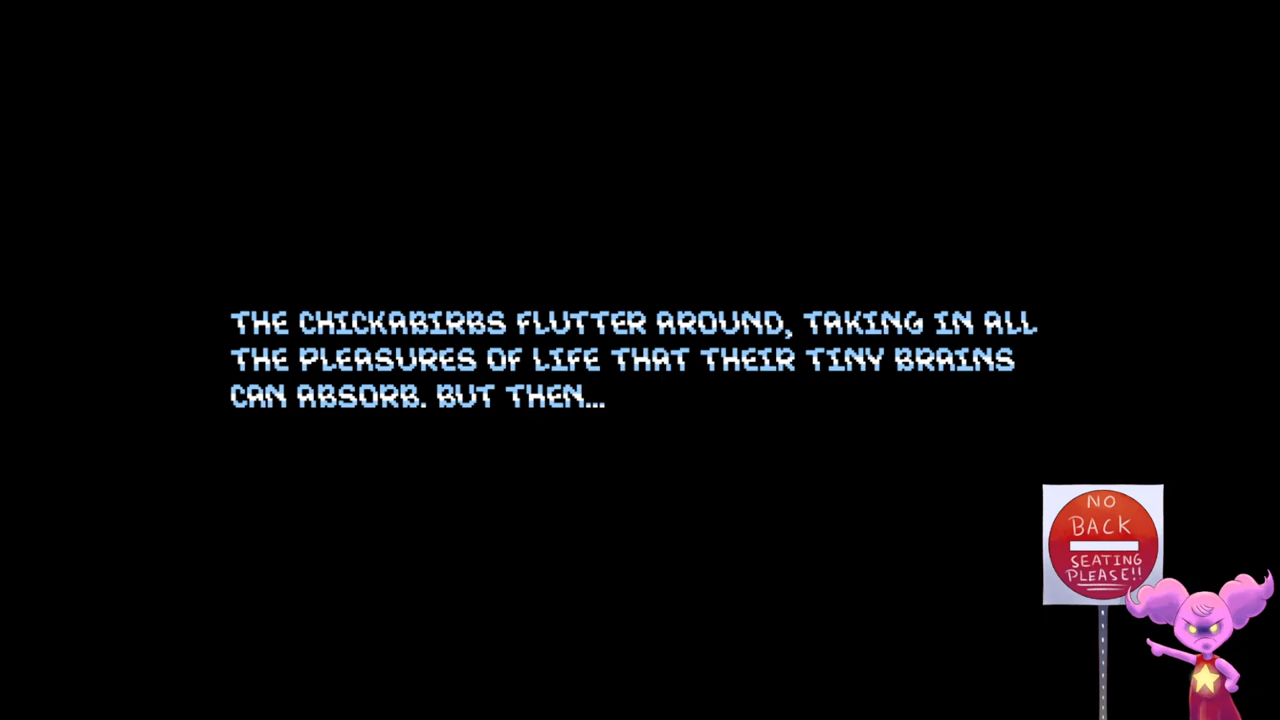 THE CHICKABIRBS FLUTTER AROUND, TAKING IN ALL
THE PLEASURES OF LIFE THAT THEIR TINY BRAINS
CAN ABSORB. BUT THEN...
NO
BACK
SEATING
PLEASE!!